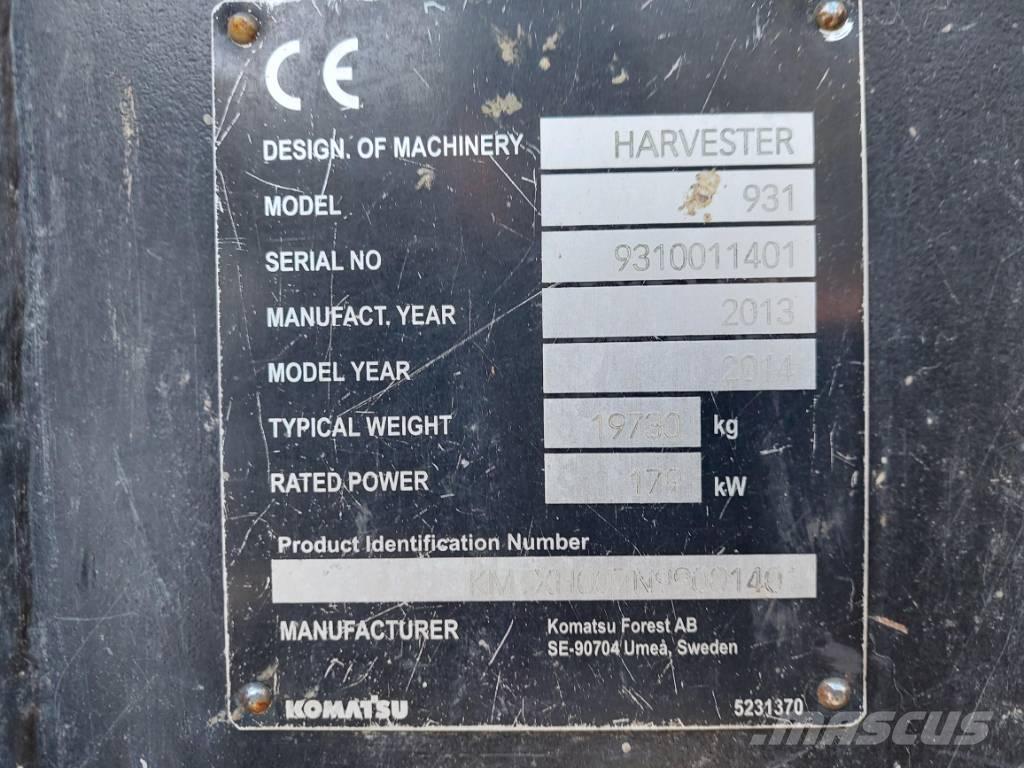 CE
DESIGN. OF MACHINERY HARVESTER
MODEL 931
SERIAL NO 9310011401
MANUFACT. YEAR 2013
MODEL YEAR 2014
TYPICAL WEIGHT kg
RATED POWER kW
Product Identification Number
MANUFACTURER Komatsu Forest AB
SE-90704 Umeå, Sweden
KOMATSU 5231370
MASCUS